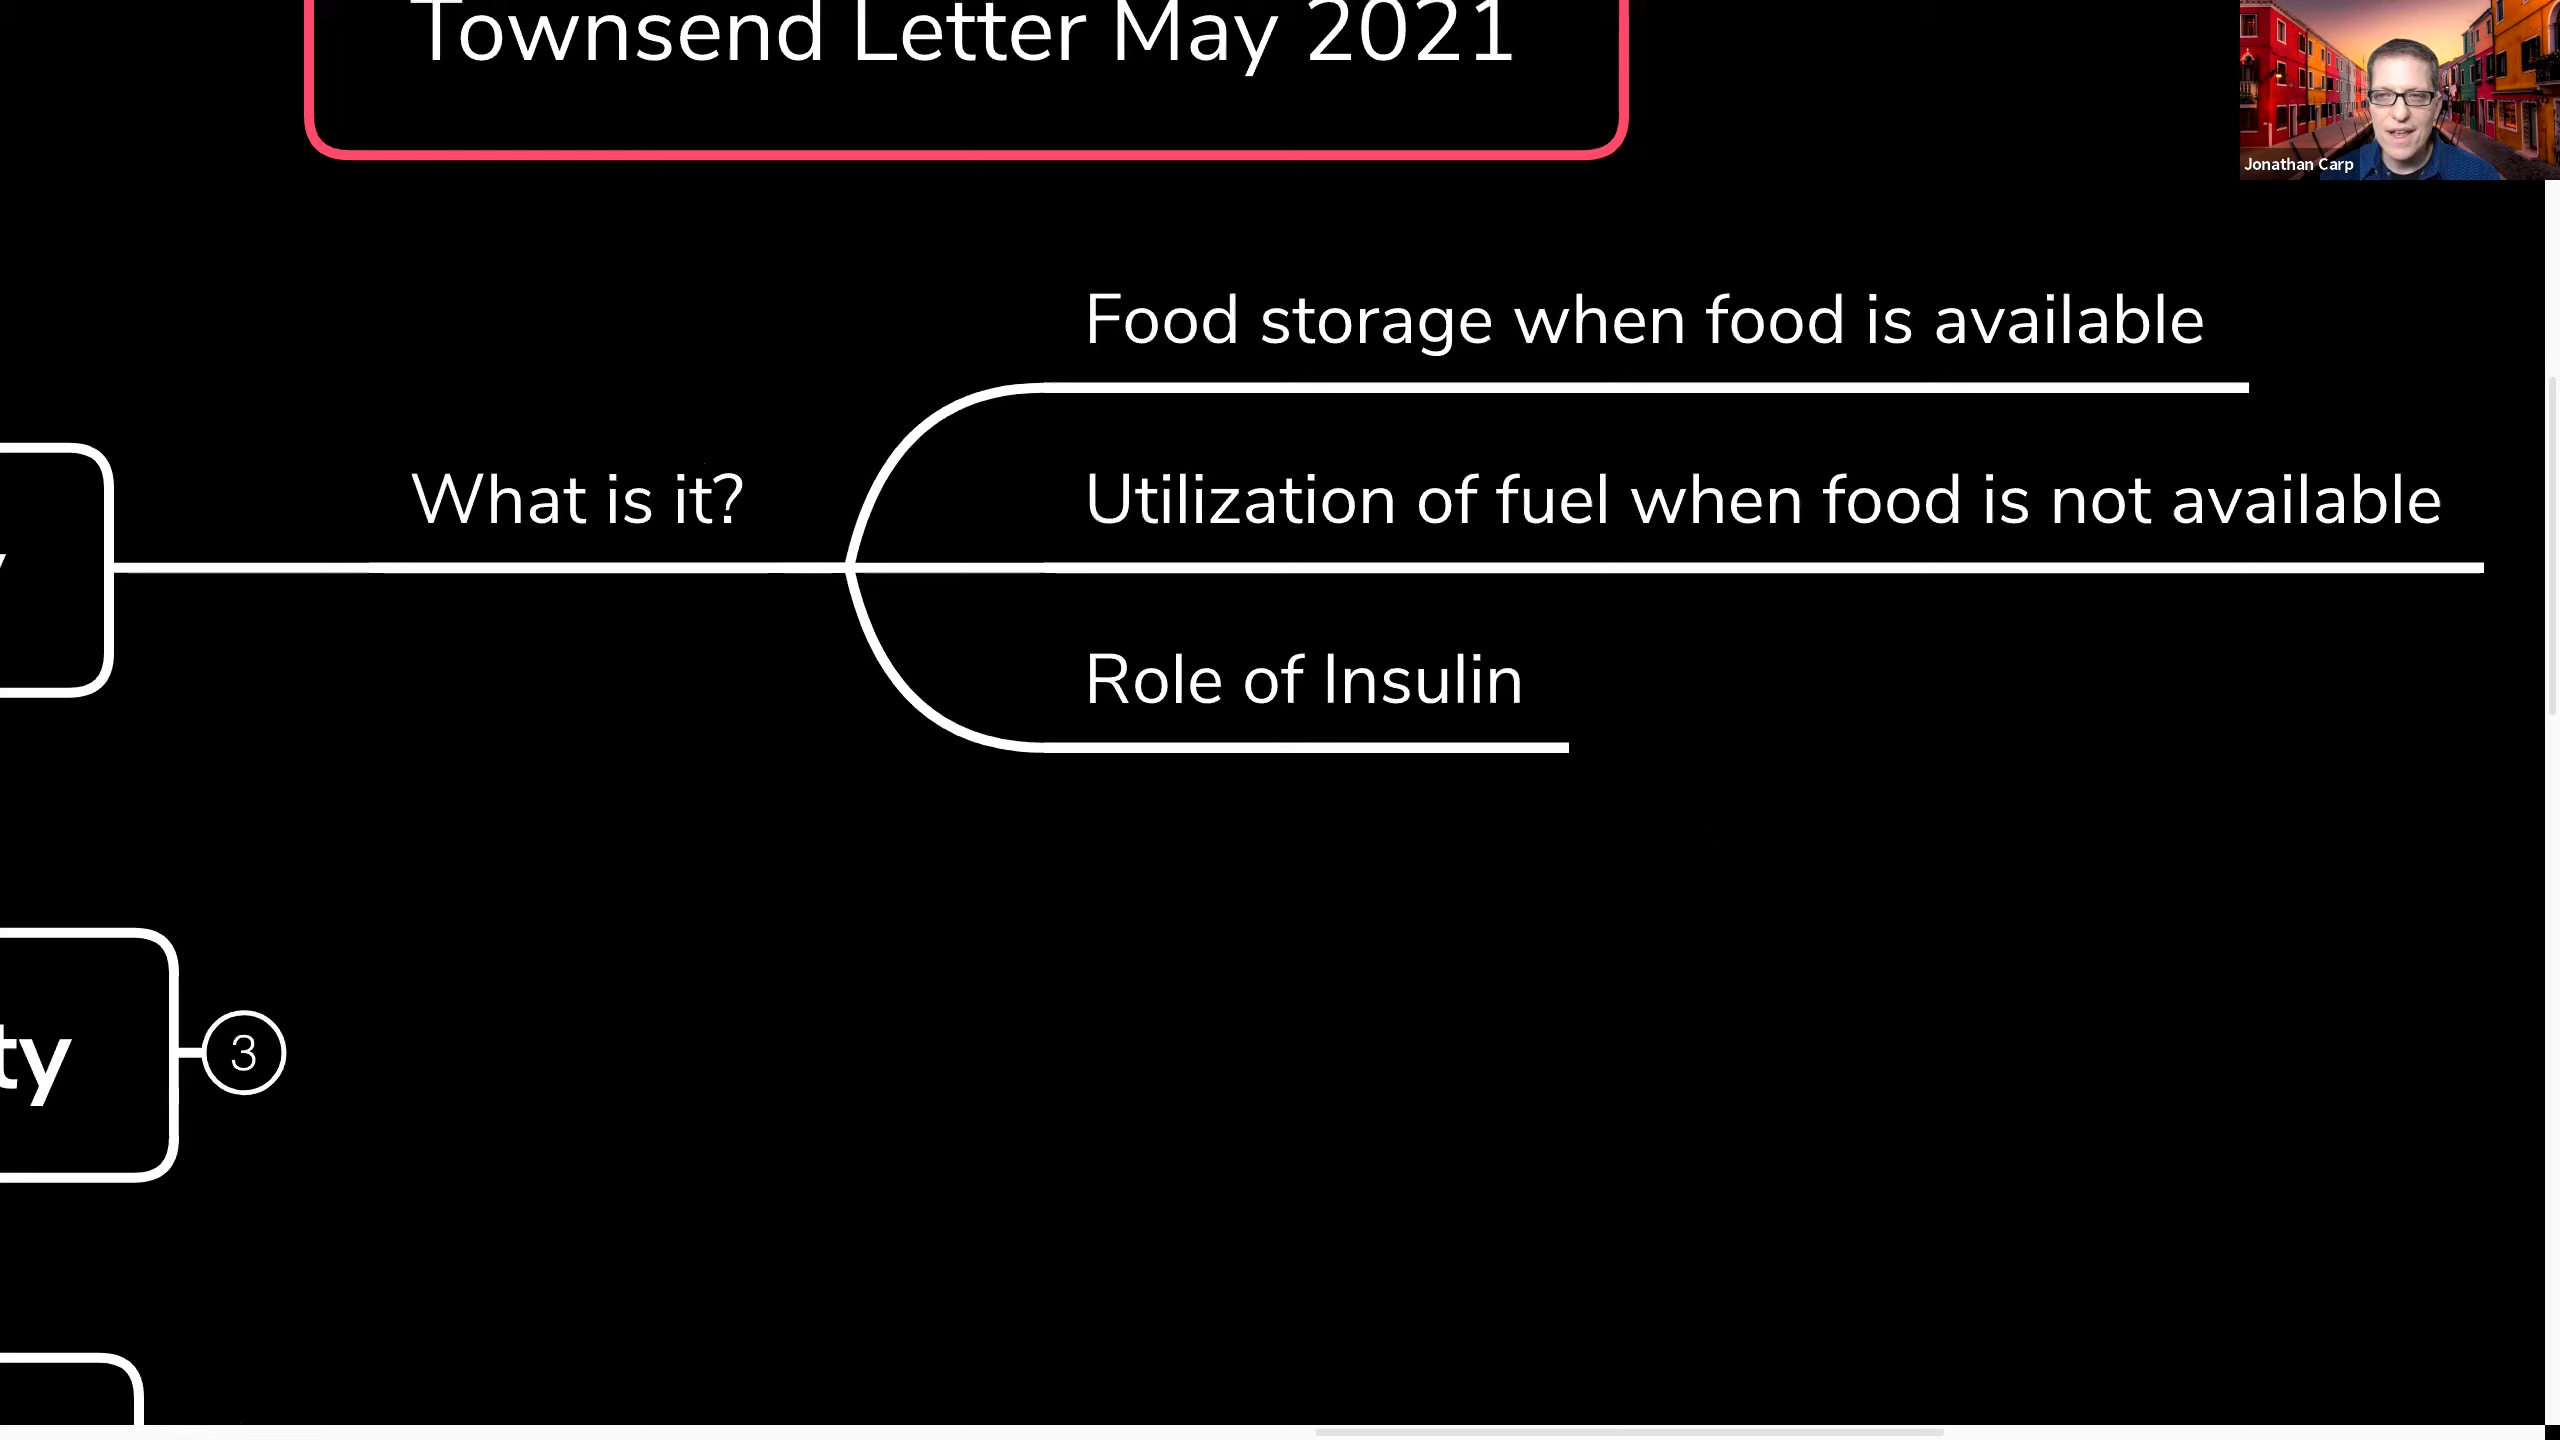 Townsend Letter May 2021
Jonathan Carp
Food storage when food is available
What is it?
Utilization of fuel when food is not available
Role of Insulin
ty
3